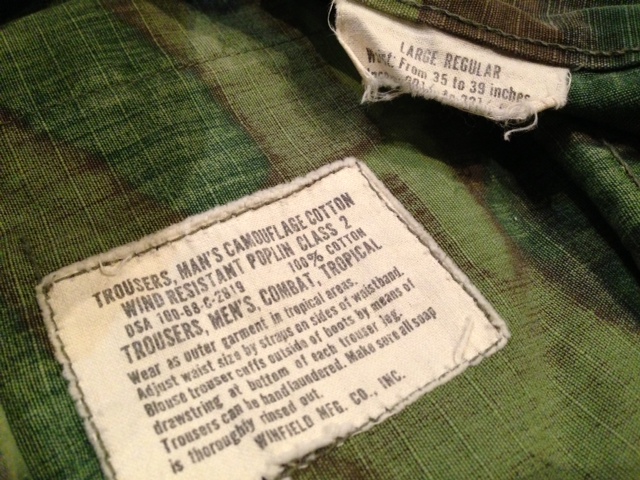 LARGE REGULAR
Waist: From 35 to 39 inches
TROUSERS, MAN'S CAMOUFLAGE COTTON
WIND RESISTANT POPLIN CLASS 2
DSA 100-68-C-2819 100% COTTON
TROUSERS, MEN'S, COMBAT, TROPICAL
Wear as outer garment in tropical areas.
Adjust waist size by straps on sides of waistband.
Blouse trouser cuffs outside of boots by means of
drawstring at bottom of each trouser leg.
Trousers can be handlaundered. Make sure all soap
is thoroughly rinsed out.
WINFIELD MFG. CO., INC.